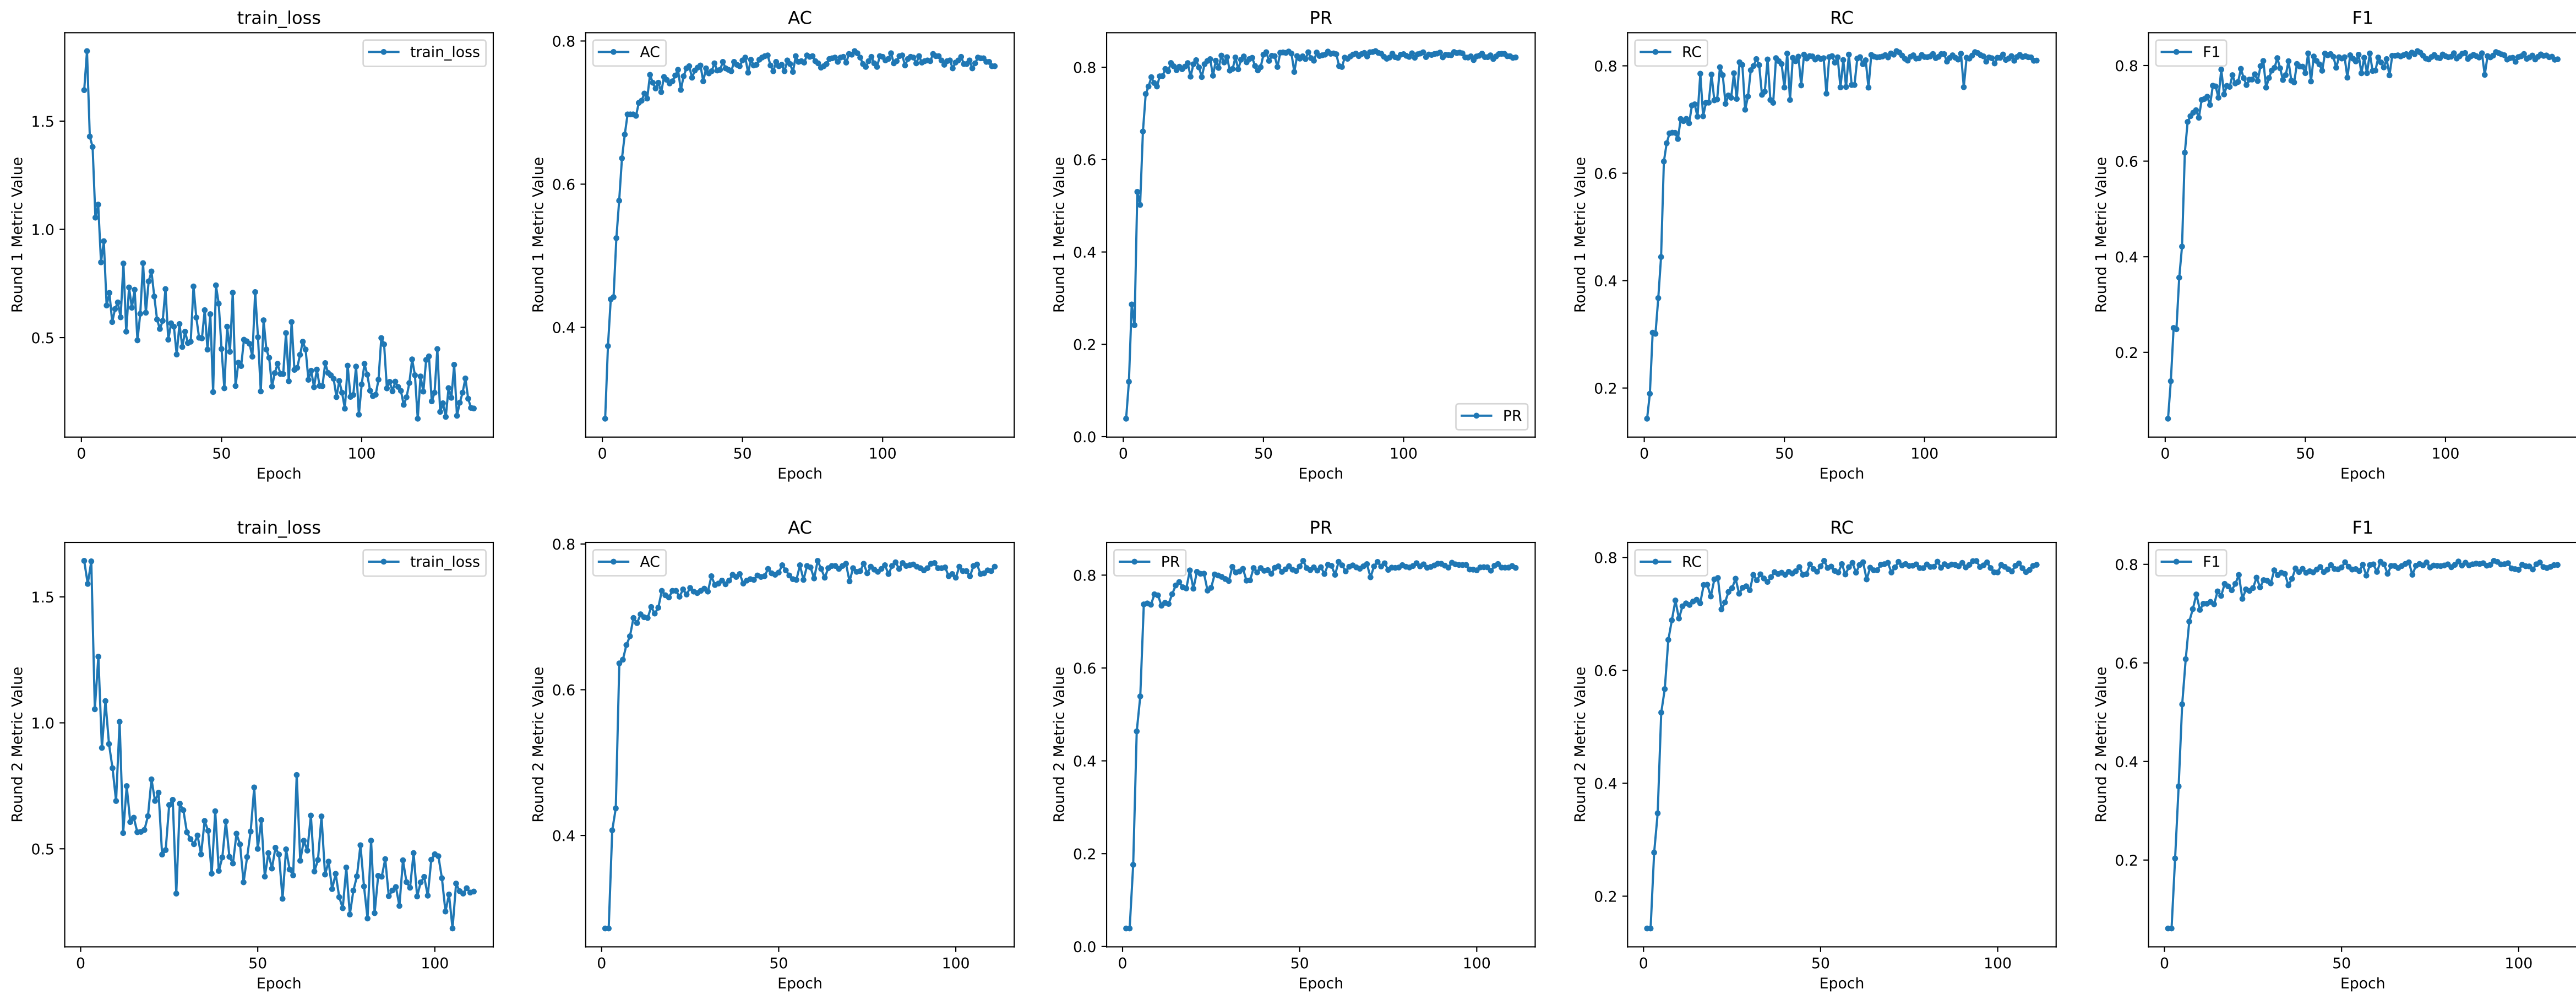 train_loss
train_loss
1.5
1.0
0.5
0
50
100
Epoch
Round 1 Metric Value
AC
AC
0.8
0.6
0.4
0
50
100
Epoch
Round 1 Metric Value
PR
PR
0.8
0.6
0.4
0.2
0.0
0
50
100
Epoch
Round 1 Metric Value
RC
RC
0.8
0.6
0.4
0.2
0
50
100
Epoch
Round 1 Metric Value
F1
F1
0.8
0.6
0.4
0.2
0
50
100
Epoch
Round 1 Metric Value
train_loss
train_loss
1.5
1.0
0.5
0
50
100
Epoch
Round 2 Metric Value
AC
AC
0.8
0.6
0.4
0
50
100
Epoch
Round 2 Metric Value
PR
PR
0.8
0.6
0.4
0.2
0.0
0
50
100
Epoch
Round 2 Metric Value
RC
RC
0.8
0.6
0.4
0.2
0
50
100
Epoch
Round 2 Metric Value
F1
F1
0.8
0.6
0.4
0.2
0
50
100
Epoch
Round 2 Metric Value